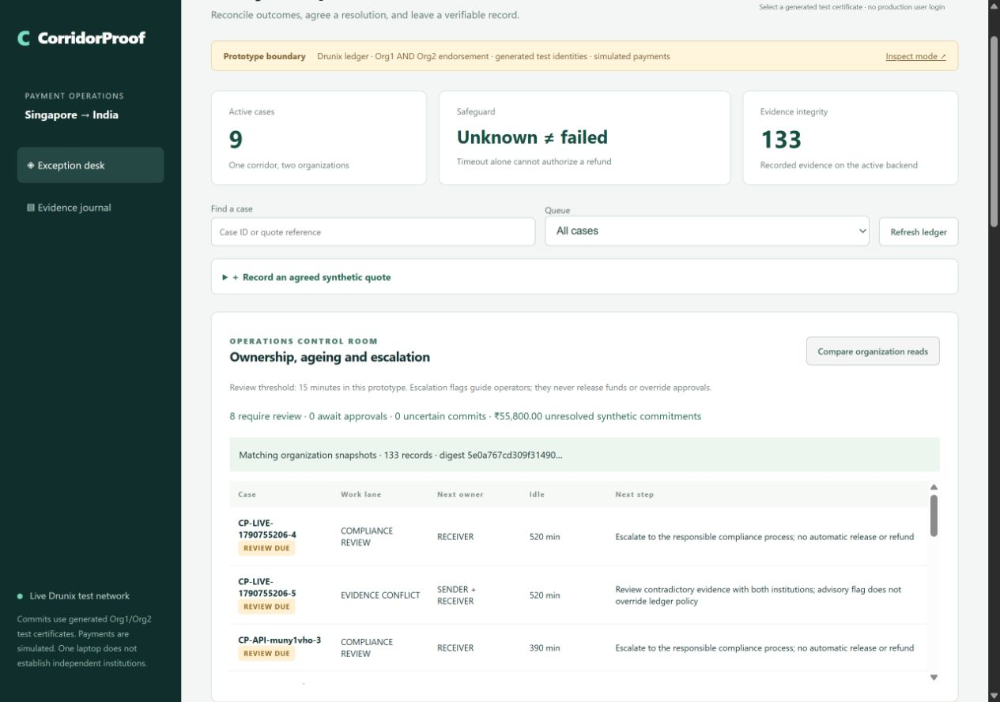 CorridorProof
PAYMENT OPERATIONS
Singapore → India
Exception desk
Evidence journal
Live Drunix test network
Commits use generated Org1/Org2
test certificates. Payments are
simulated. One laptop does not
establish independent institutions.
Reconcile outcomes, agree a resolution, and leave a verifiable record.
Select a generated test certificate · no production user login
Prototype boundary Drunix ledger · Org1 AND Org2 endorsement · generated test identities · simulated payments Inspect mode ↗
Active cases
9
One corridor, two organizations
Safeguard
Unknown ≠ failed
Timeout alone cannot authorize a refund
Evidence integrity
133
Recorded evidence on the active backend
Find a case
Case ID or quote reference
Queue
All cases
Refresh ledger
+ Record an agreed synthetic quote
OPERATIONS CONTROL ROOM
Ownership, ageing and escalation
Compare organization reads
Review threshold: 15 minutes in this prototype. Escalation flags guide operators; they never release funds or override approvals.
8 require review · 0 await approvals · 0 uncertain commits · ₹55,800.00 unresolved synthetic commitments
Matching organization snapshots · 133 records · digest 5e0a767cd309f31490...
Case Work lane Next owner Idle Next step
CP-LIVE-
1790755206-4
REVIEW DUE
COMPLIANCE
REVIEW
RECEIVER
520 min
Escalate to the responsible compliance process; no automatic release or refund
CP-LIVE-
1790755206-5
REVIEW DUE
EVIDENCE CONFLICT
SENDER +
RECEIVER
520 min
Review contradictory evidence with both institutions; advisory flag does not
override ledger policy
CP-API-muny1vho-3
REVIEW DUE
COMPLIANCE
REVIEW
RECEIVER
390 min
Escalate to the responsible compliance process; no automatic release or refund